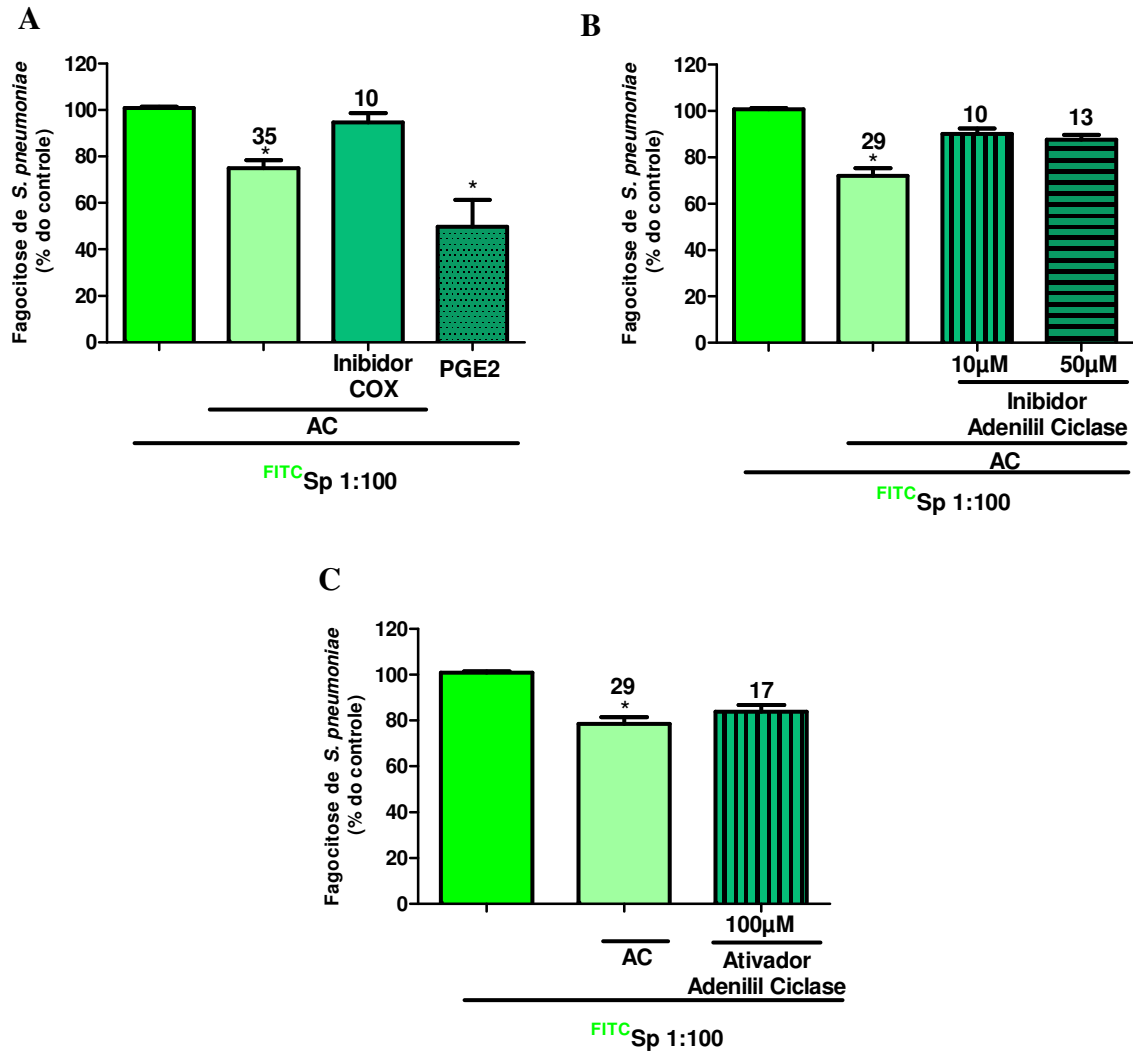 A
Fagocitose de S. pneumoniae
(% do controle)
120
100
80
60
40
20
0
35
*
10
*
Inibidor
COX
PGE2
AC
FITCSp 1:100
B
Fagocitose de S. pneumoniae
(% do controle)
120
100
80
60
40
20
0
29
*
10
13
10µM 50µM
Inibidor
Adenilil Ciclase
AC
FITCSp 1:100
C
Fagocitose de S. pneumoniae
(% do controle)
120
100
80
60
40
20
0
29
*
17
100µM
AC
Ativador
Adenilil Ciclase
FITCSp 1:100